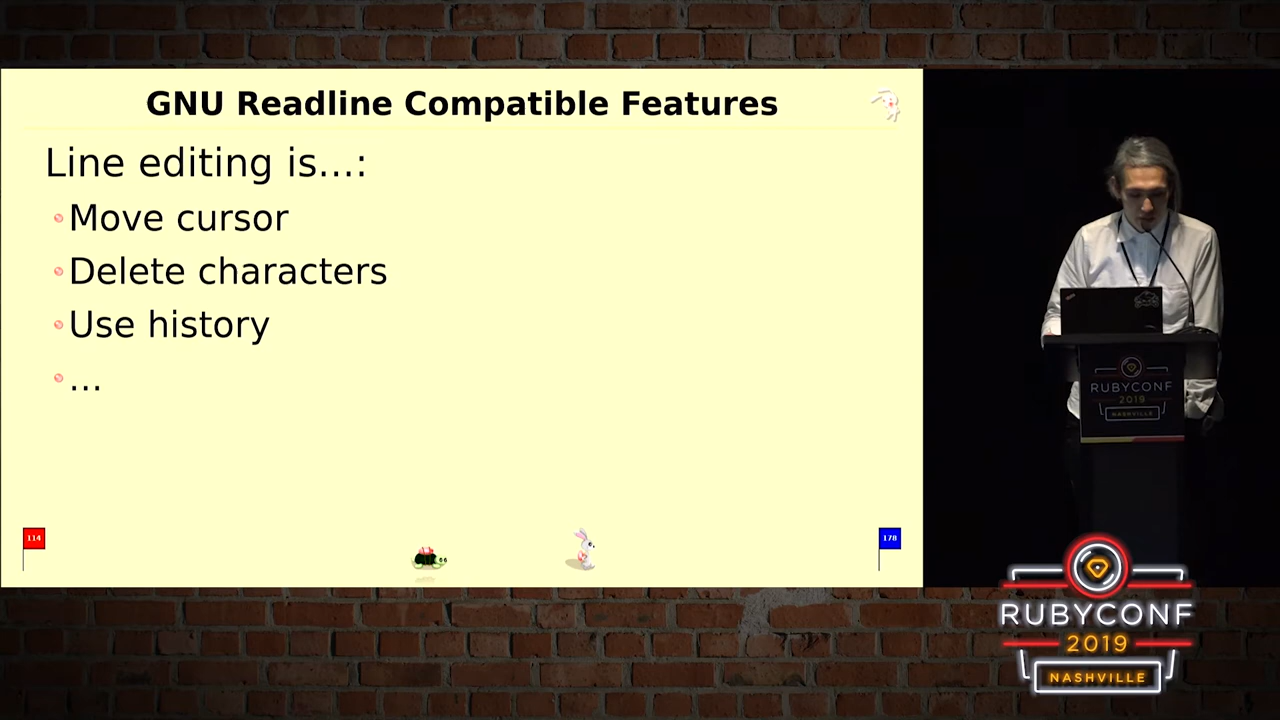 GNU Readline Compatible Features
Line editing is...:
Move cursor
Delete characters
Use history
...
114
178
RUBYCONF
2019
NASHVILLE
RUBYCONF
2019
NASHVILLE